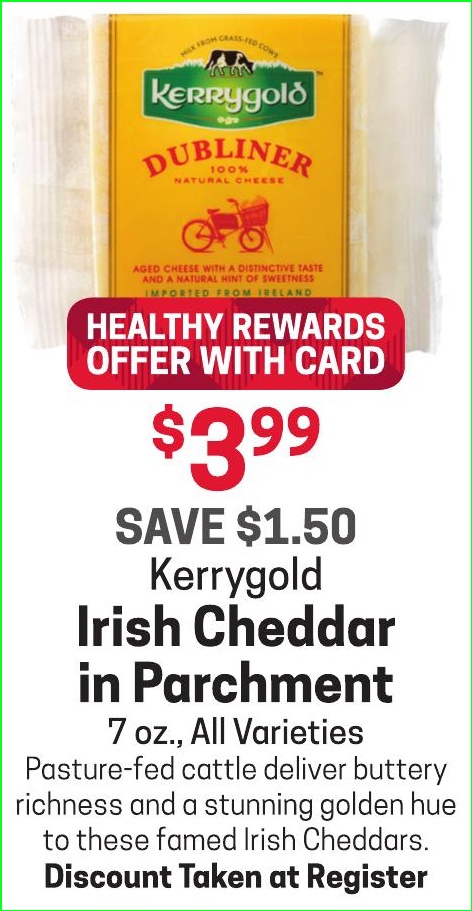 MILK FROM GRASS-FED COWS
Kerrygold
DUBLINER
100%
NATURAL CHEESE
AGED CHEESE WITH A DISTINCTIVE TASTE
AND A NATURAL HINT OF SWEETNESS
IMPORTED FROM IRELAND
HEALTHY REWARDS
OFFER WITH CARD
$3.99
SAVE $1.50
Kerrygold
Irish Cheddar
in Parchment
7 oz., All Varieties
Pasture-fed cattle deliver buttery
richness and a stunning golden hue
to these famed Irish Cheddars.
Discount Taken at Register